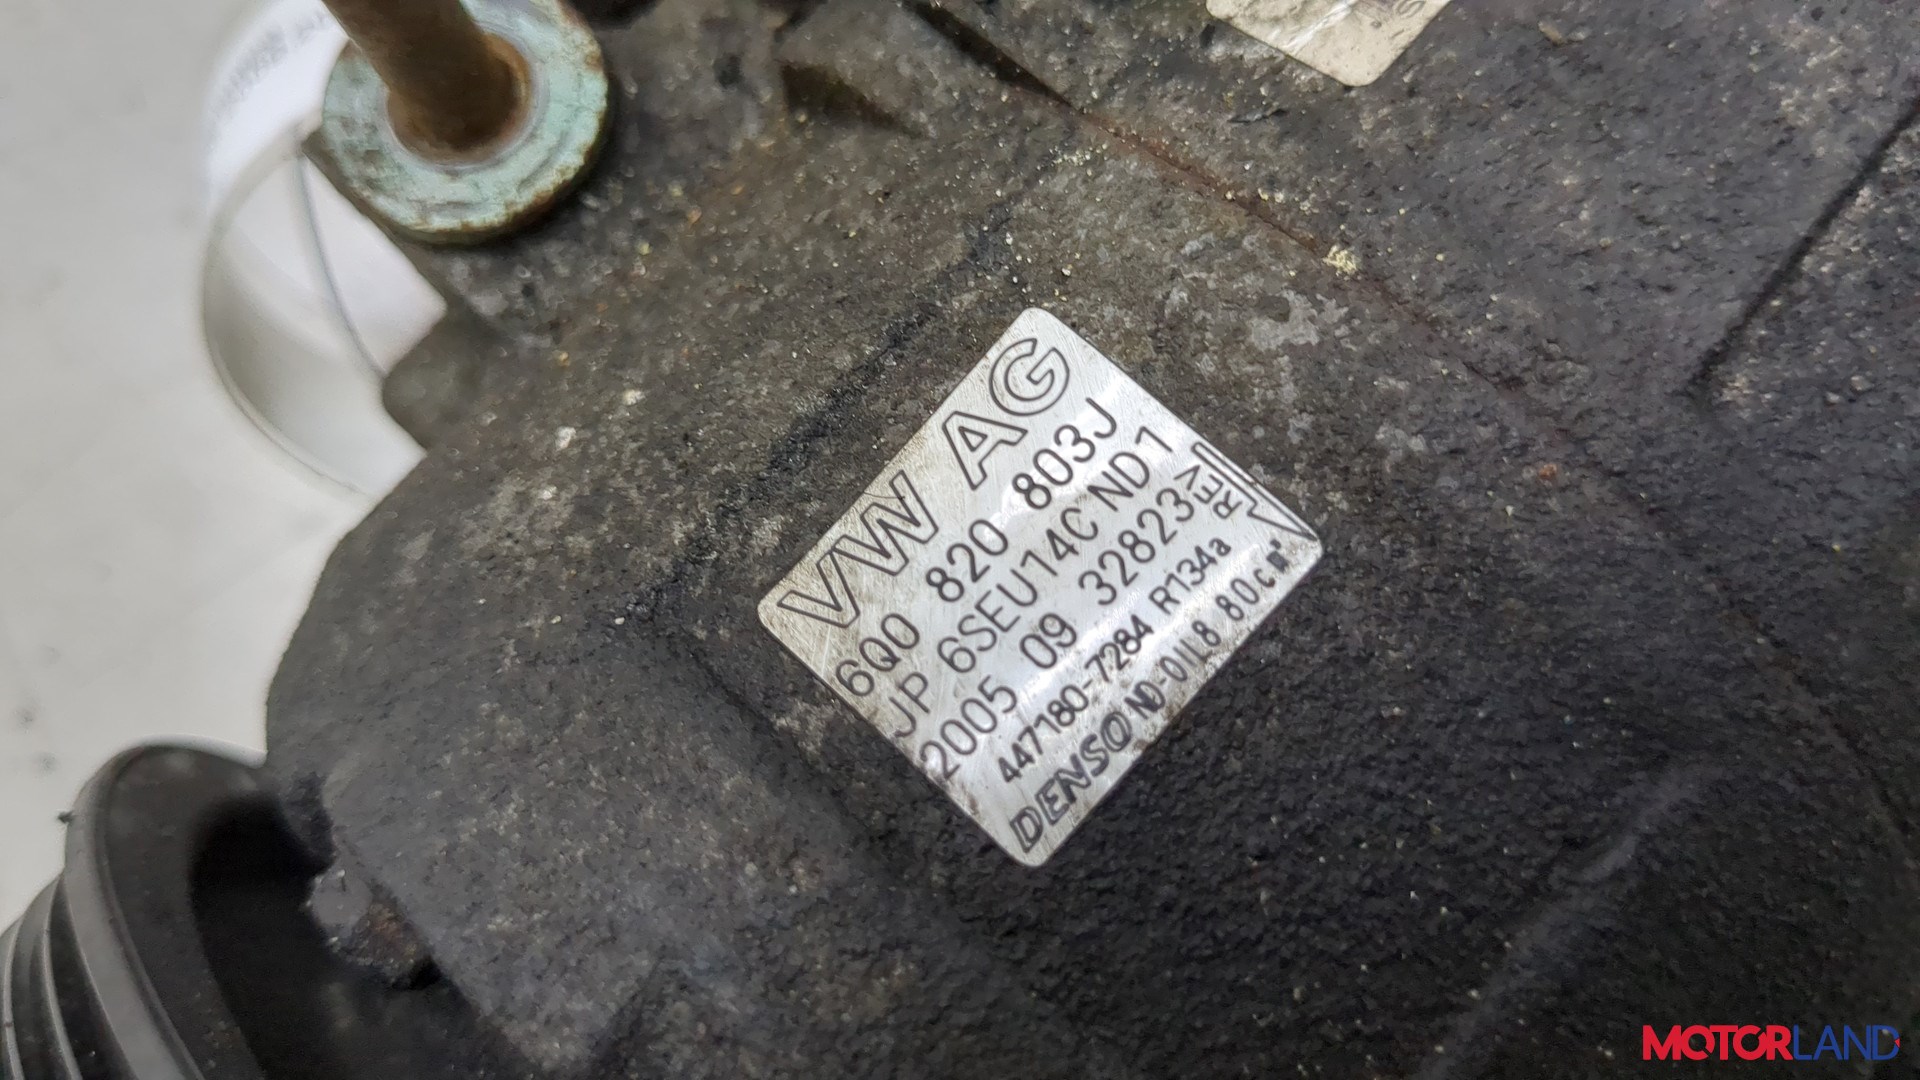 VW AG
6Q0 820 803J
JP 6SEU14C ND1
2005 09 32823
REV
447180-7284 R134a
DENSO ND-OIL8 80cm³
MOTORLAND